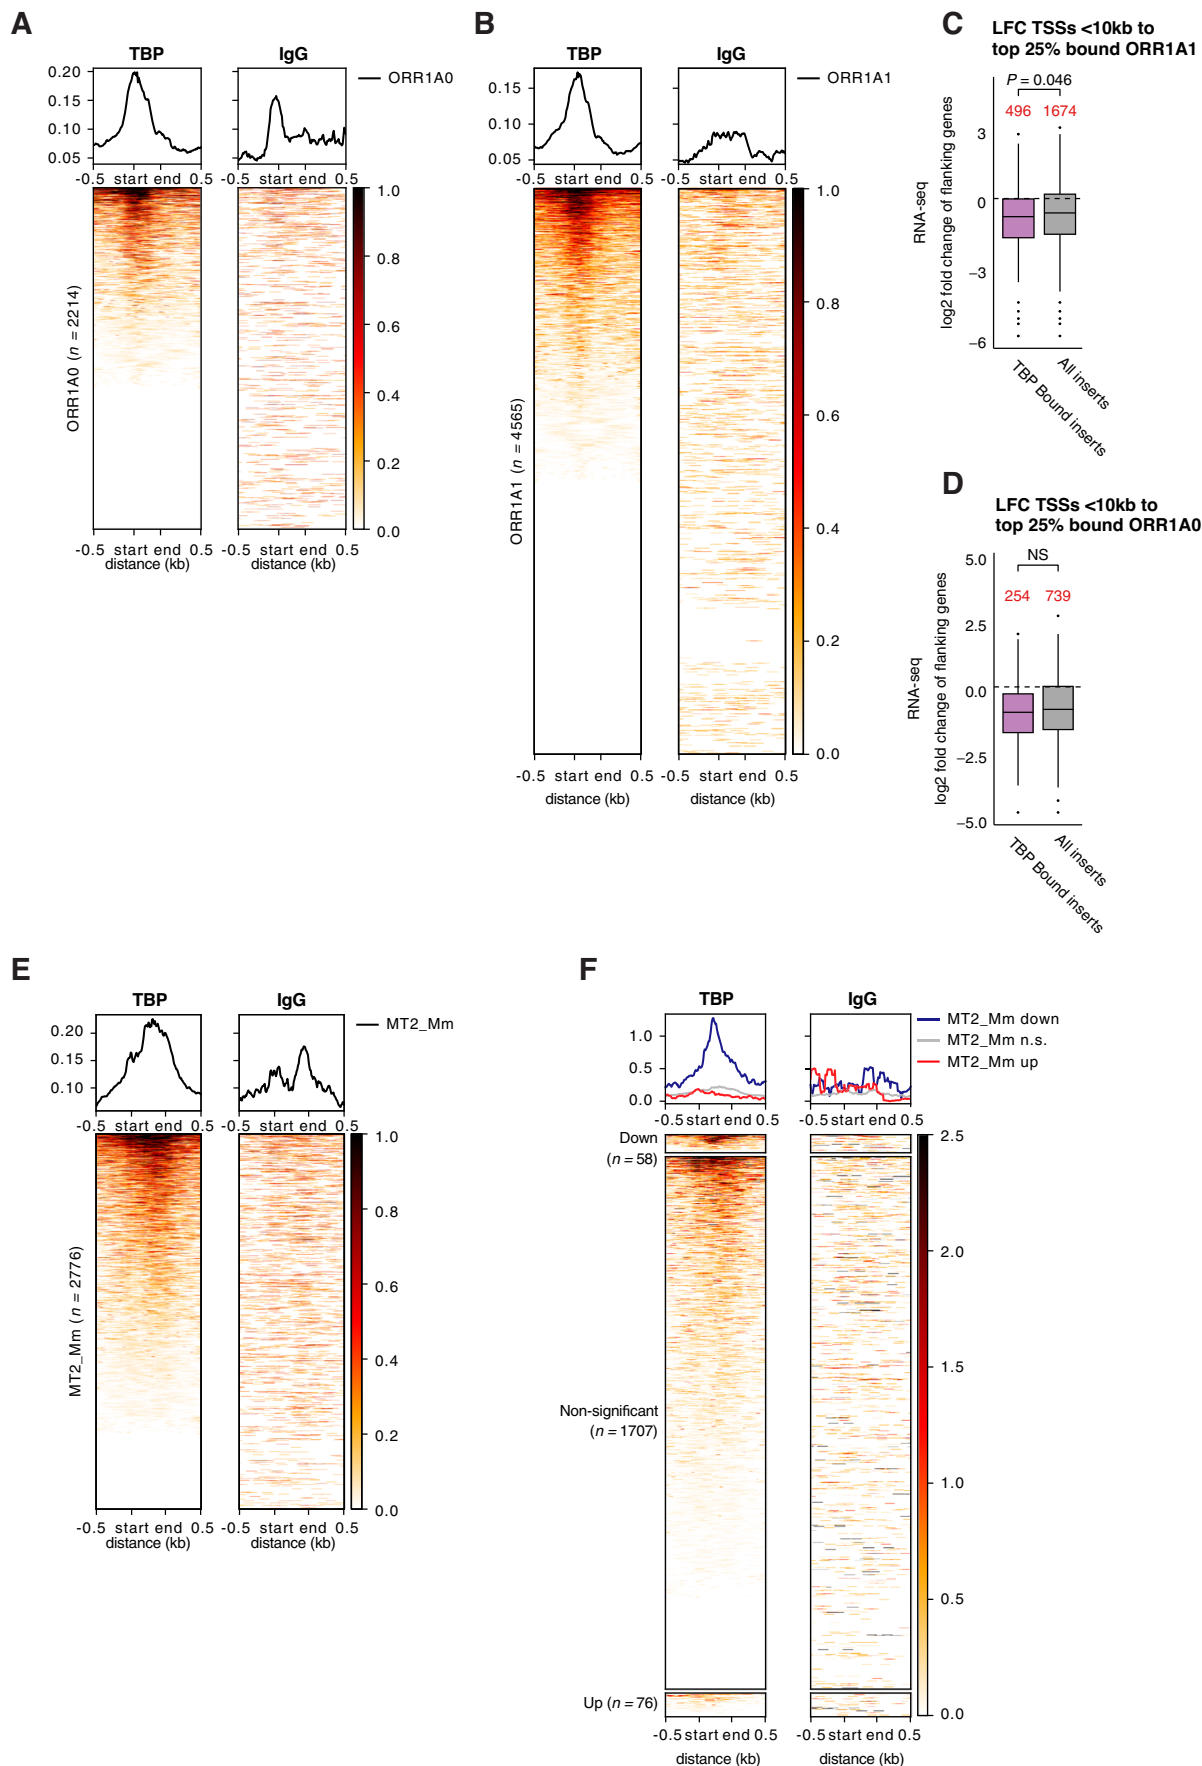 A
TBP
IgG
ORR1A0
0.20
0.15
0.10
0.05
-0.5 start end 0.5
-0.5 start end 0.5
ORR1A0 (n = 2214)
1.0
0.8
0.6
0.4
0.2
0.0
-0.5 start end 0.5
distance (kb)
-0.5 start end 0.5
distance (kb)
B
TBP
IgG
ORR1A1
0.15
0.10
0.05
-0.5 start end 0.5
-0.5 start end 0.5
ORR1A1 (n = 4565)
1.0
0.8
0.6
0.4
0.2
0.0
-0.5 start end 0.5
distance (kb)
-0.5 start end 0.5
distance (kb)
C
LFC TSSs <10kb to
top 25% bound ORR1A1
P = 0.046
496 1674
RNA-seq
log2 fold change of flanking genes
3
0
−3
−6
TBP Bound inserts
All inserts
D
LFC TSSs <10kb to
top 25% bound ORR1A0
NS
254 739
RNA-seq
log2 fold change of flanking genes
5.0
2.5
0.0
−2.5
−5.0
TBP Bound inserts
All inserts
E
TBP
IgG
MT2_Mm
0.20
0.15
0.10
-0.5 start end 0.5
-0.5 start end 0.5
MT2_Mm (n = 2776)
1.0
0.8
0.6
0.4
0.2
0.0
-0.5 start end 0.5
distance (kb)
-0.5 start end 0.5
distance (kb)
F
TBP
IgG
MT2_Mm down
MT2_Mm n.s.
MT2_Mm up
1.0
0.5
0.0
-0.5 start end 0.5
-0.5 start end 0.5
Down
(n = 58)
Non-significant
(n = 1707)
Up (n = 76)
2.5
2.0
1.5
1.0
0.5
0.0
-0.5 start end 0.5
distance (kb)
-0.5 start end 0.5
distance (kb)